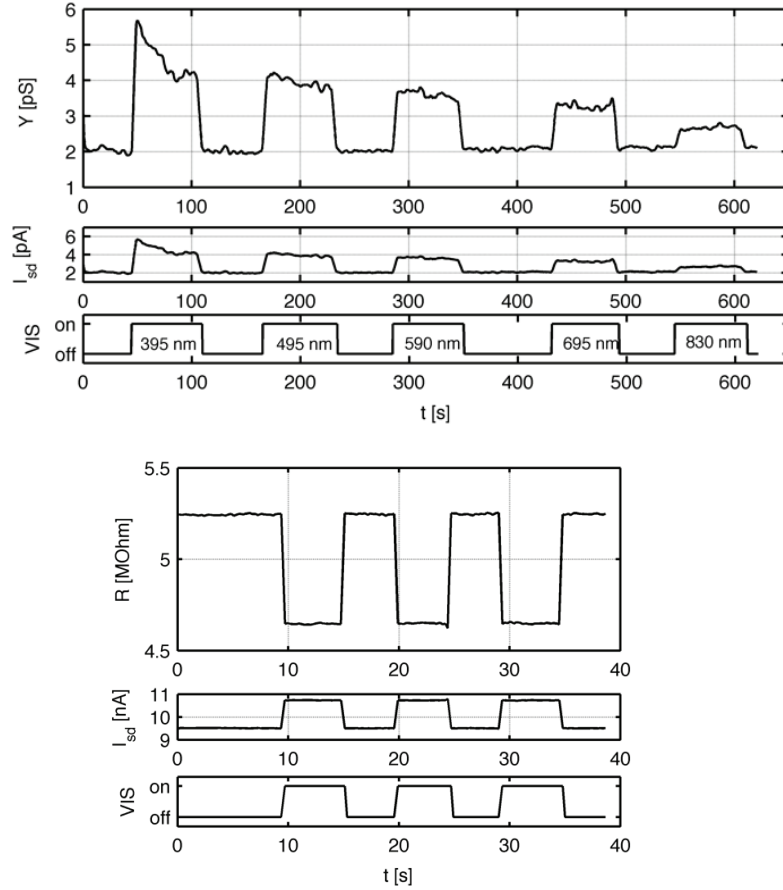 6
5
4
3
2
1
Y [pS]
0 100 200 300 400 500 600
6
4
2
I_sd [pA]
0 100 200 300 400 500 600
on
off
VIS
395 nm 495 nm 590 nm 695 nm 830 nm
0 100 200 300 400 500 600
t [s]
5.5
5
4.5
R [MOhm]
0 10 20 30 40
11
10
9
I_sd [nA]
0 10 20 30 40
on
off
VIS
0 10 20 30 40
t [s]